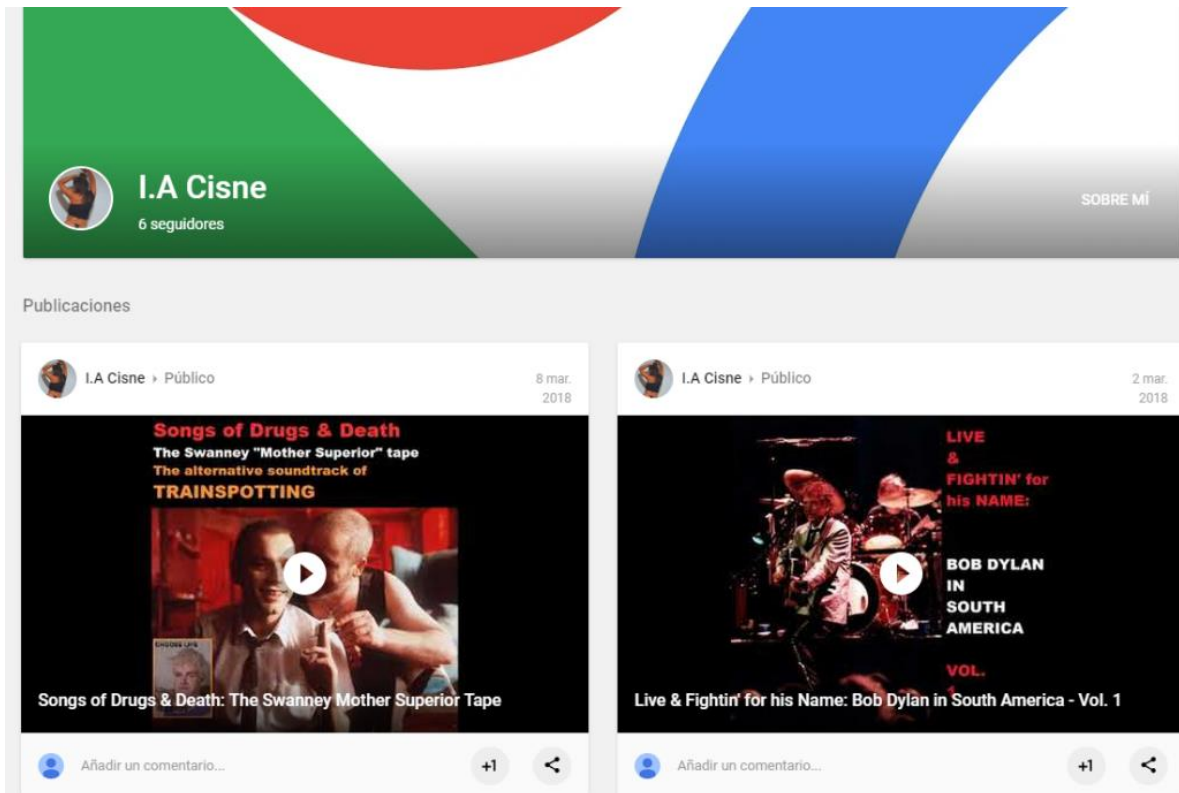 I.A Cisne
6 seguidores
SOBRE MÍ
Publicaciones
I.A Cisne ▸ Público
8 mar.
2018
Songs of Drugs & Death
The Swanney "Mother Superior" tape
The alternative soundtrack of
TRAINSPOTTING
CHOOSE LIFE
Songs of Drugs & Death: The Swanney Mother Superior Tape
Añadir un comentario...
+1
I.A Cisne ▸ Público
2 mar.
2018
LIVE
&
FIGHTIN' for
his NAME:
BOB DYLAN
IN
SOUTH
AMERICA
VOL.
Live & Fightin' for his Name: Bob Dylan in South America - Vol. 1
Añadir un comentario...
+1